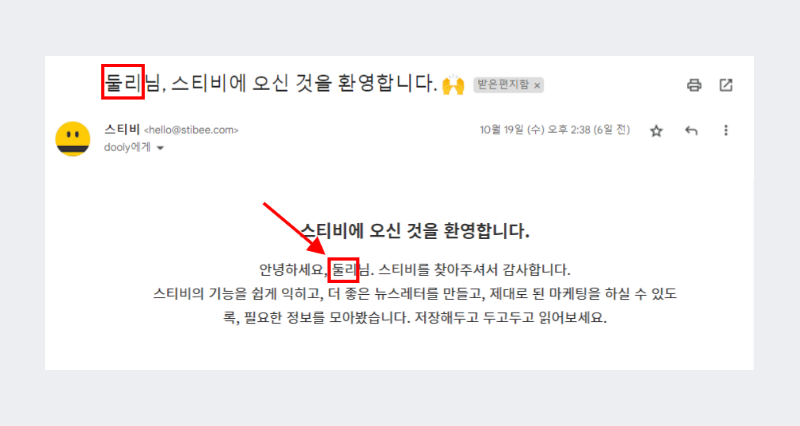 둘리님, 스티비에 오신 것을 환영합니다. 🙌 받은편지함 ×
스티비 <hello@stibee.com> 10월 19일 (수) 오후 2:38 (6일 전)
dooly에게
스티비에 오신 것을 환영합니다.
안녕하세요, 둘리님. 스티비를 찾아주셔서 감사합니다.
스티비의 기능을 쉽게 익히고, 더 좋은 뉴스레터를 만들고, 제대로 된 마케팅을 하실 수 있도
록, 필요한 정보를 모아봤습니다. 저장해두고 두고두고 읽어보세요.